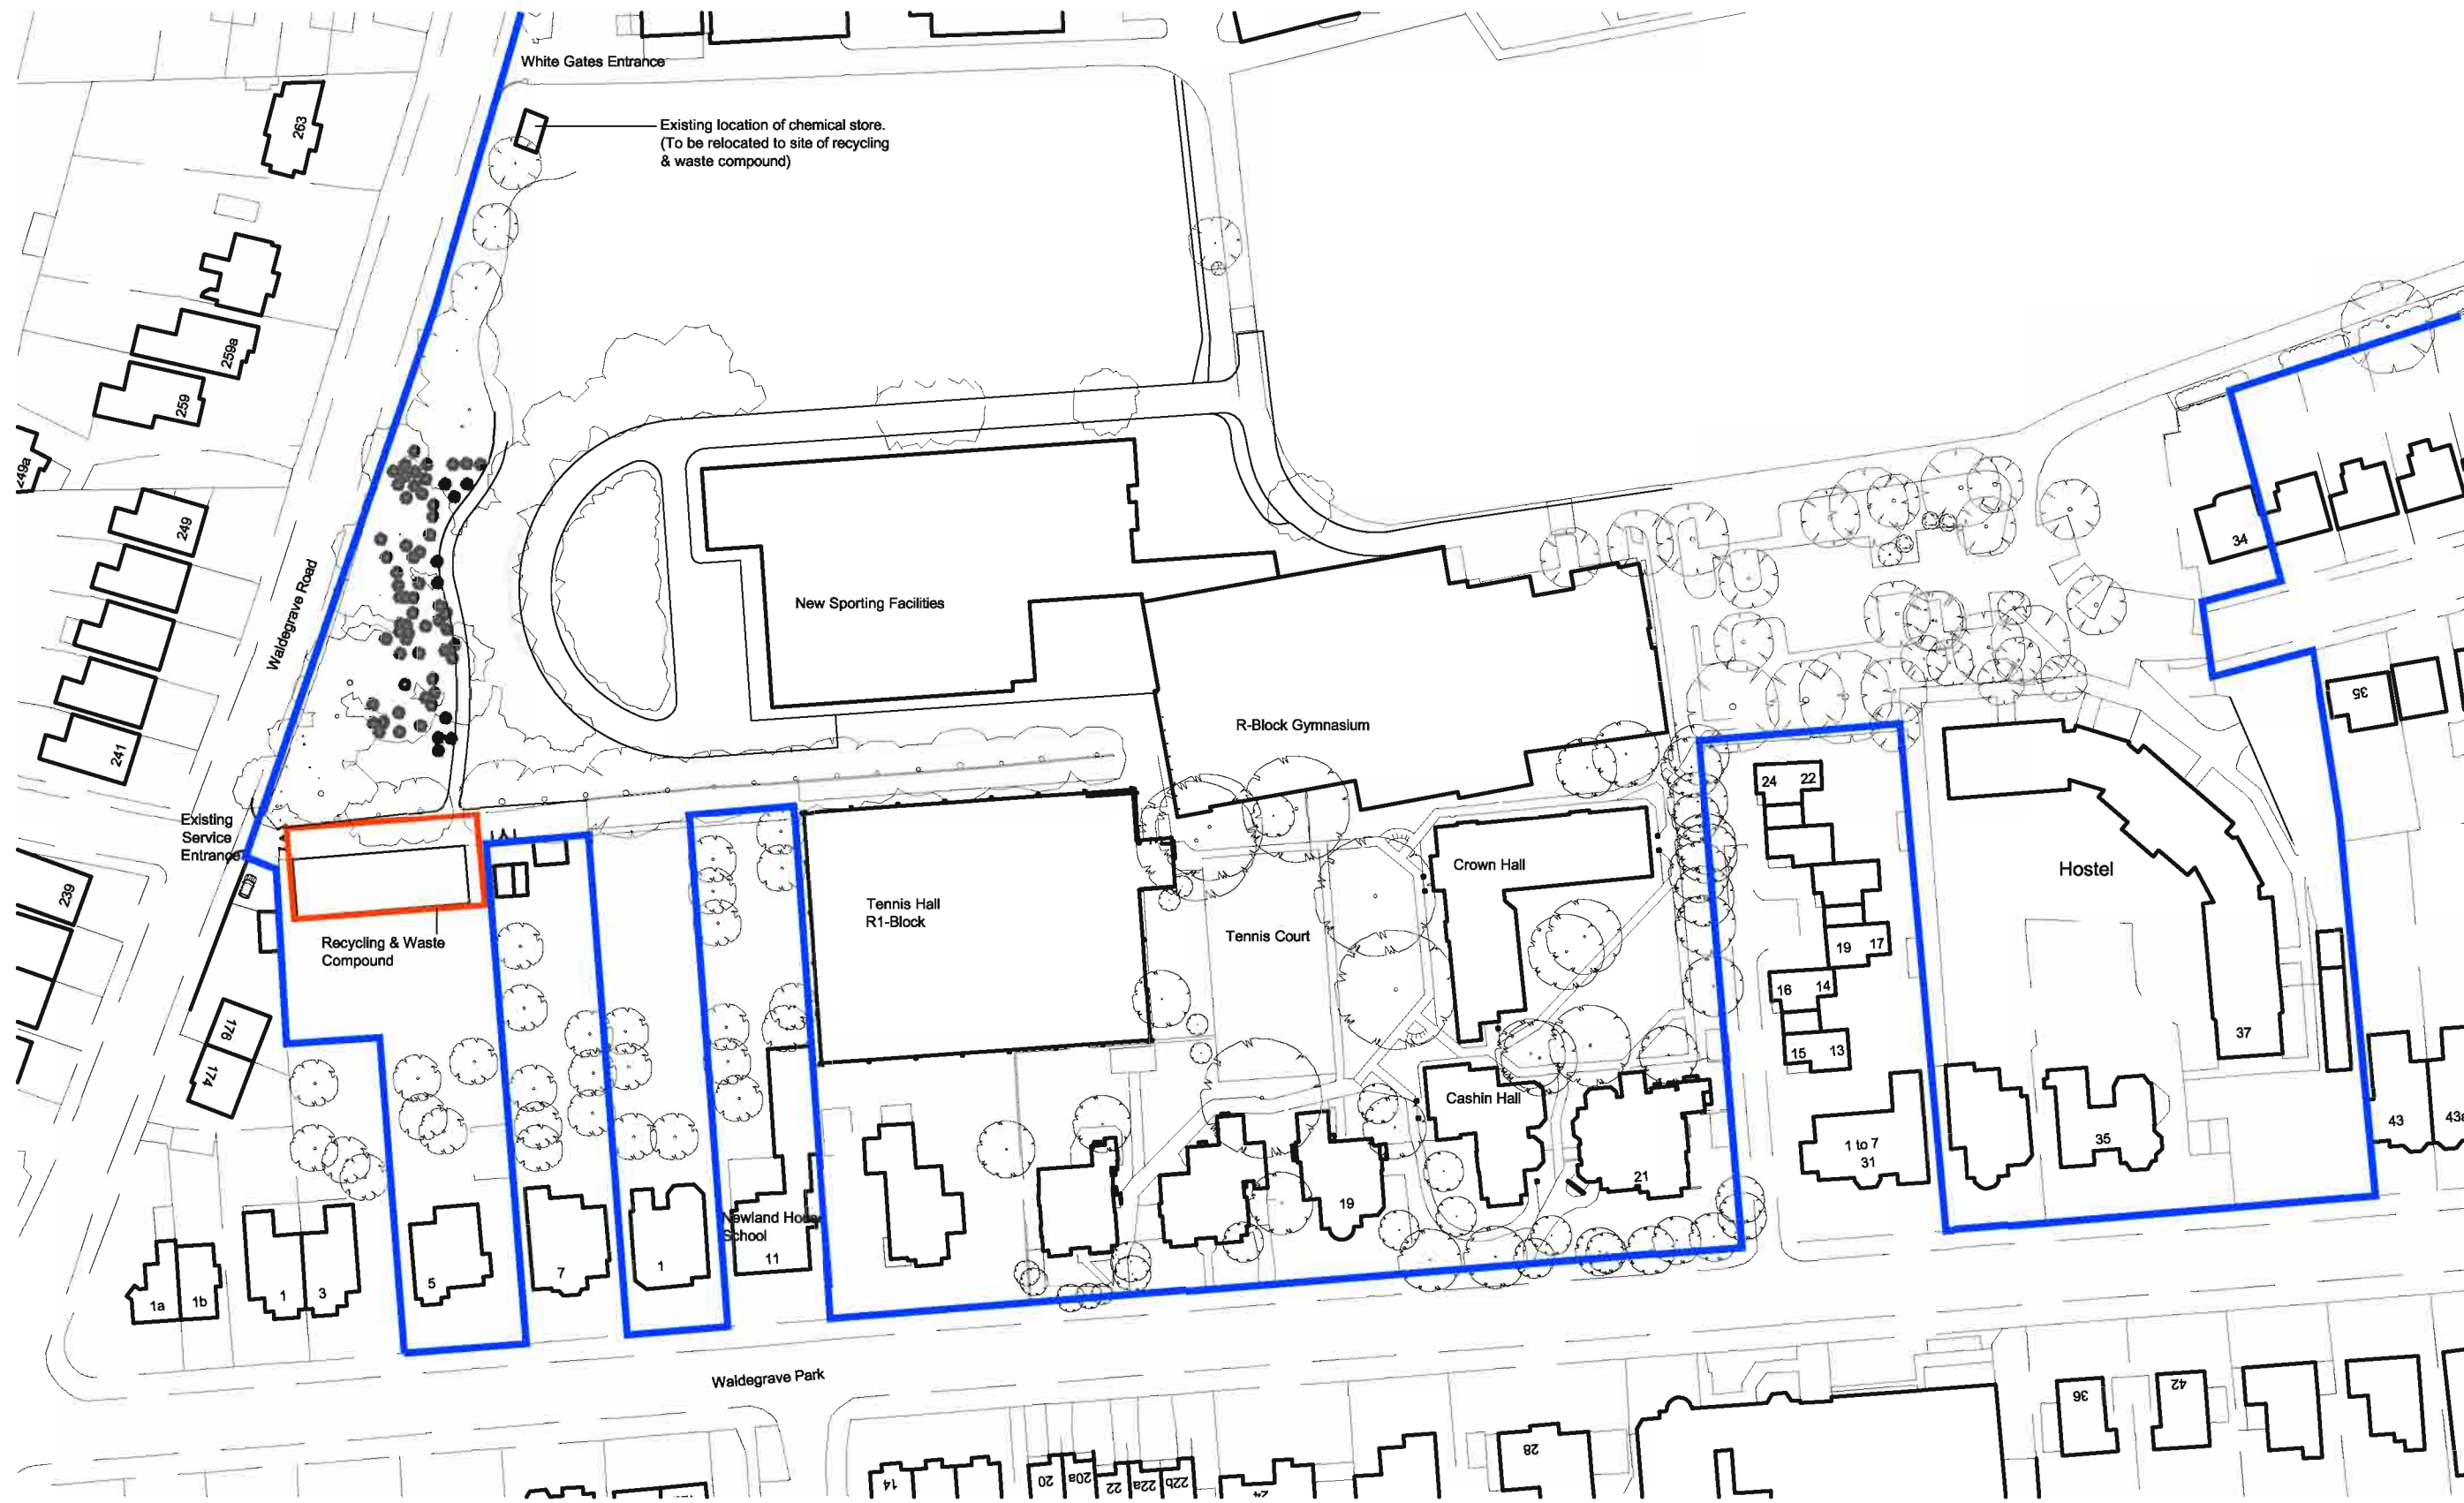 White Gates Entrance
Existing location of chemical store.
(To be relocated to site of recycling
& waste compound)
263
259a
259
249a
249
Waldegrave Road
241
New Sporting Facilities
R-Block Gymnasium
34
35
Existing
Service
Entrance
239
Recycling & Waste
Compound
Tennis Hall
R1-Block
Tennis Court
Crown Hall
24
22
19
17
16
14
15
13
Hostel
37
176
174
Cashin Hall
1 to 7
31
35
43
43a
19
21
Newland House
School
11
1a
1b
1
3
5
7
1
Waldegrave Park
14
20
20a
22
22a
22b
24
28
36
42